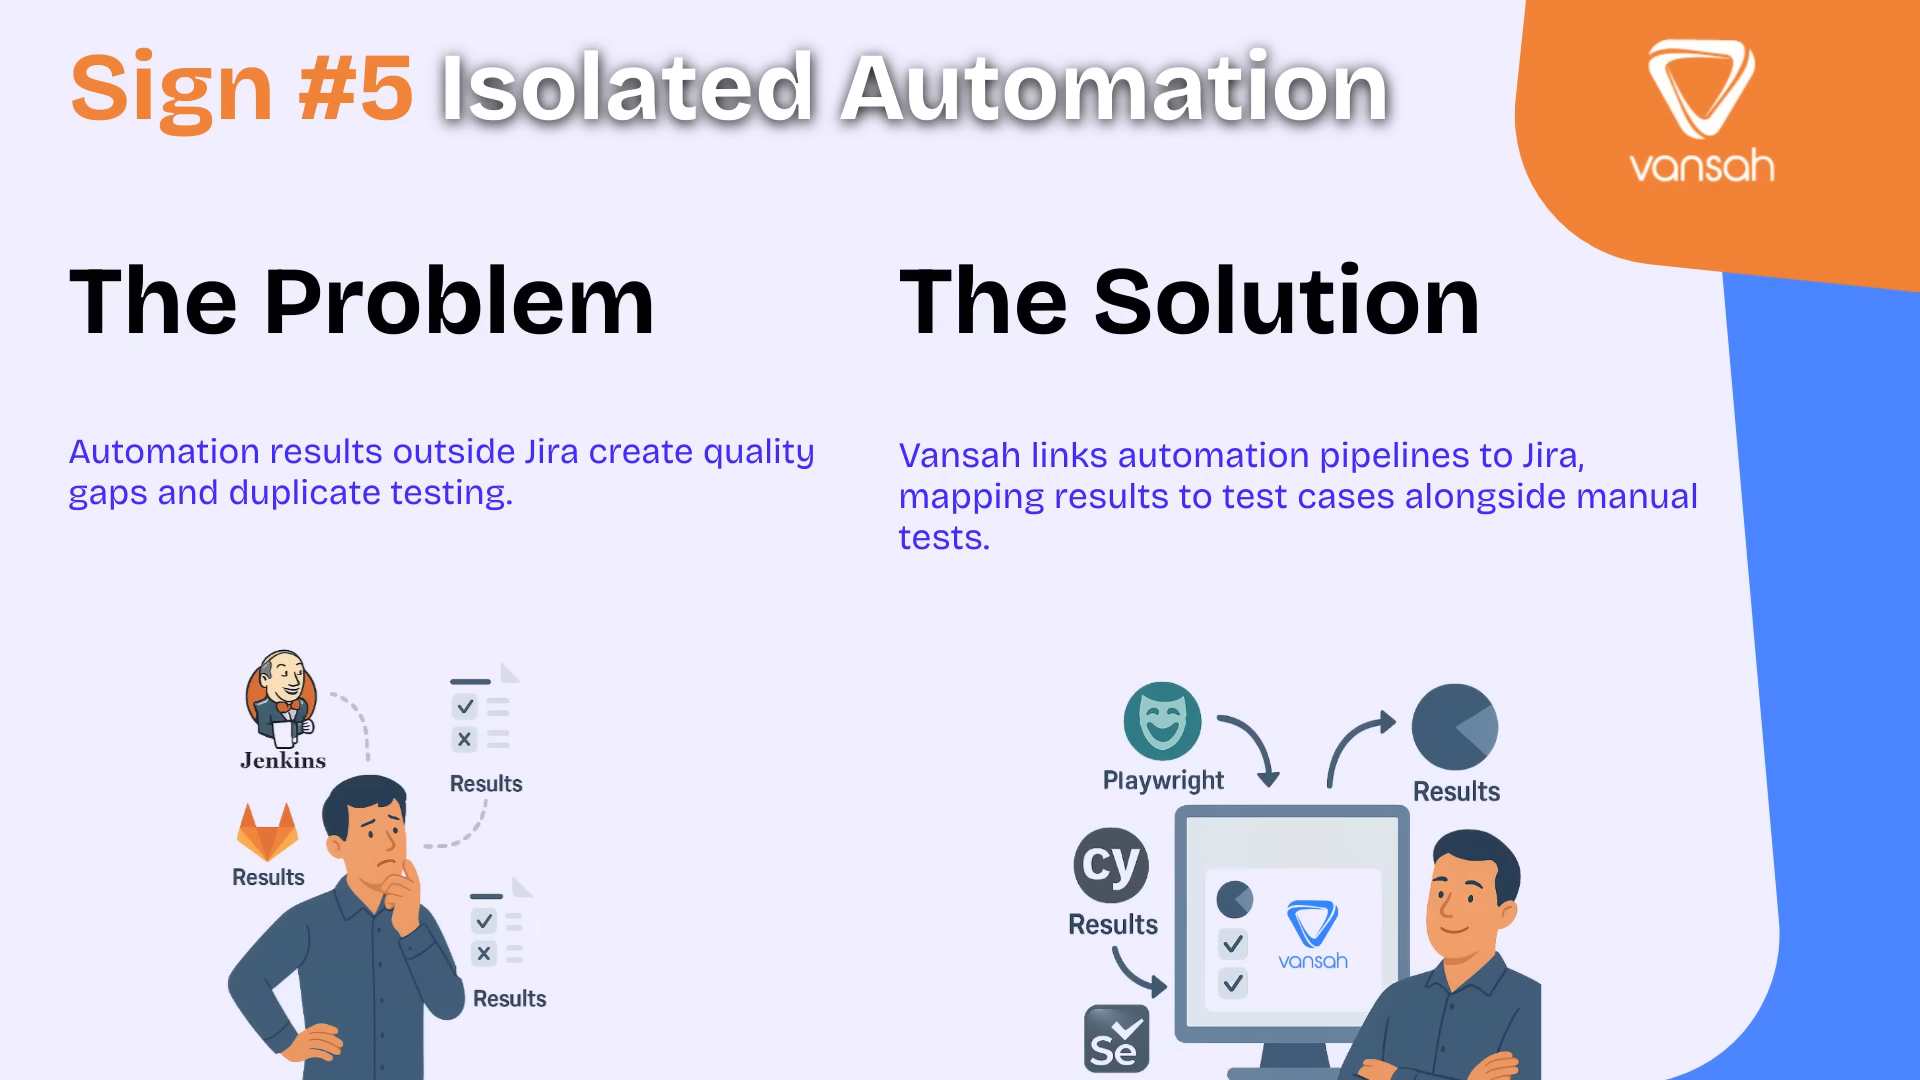 Sign #5 Isolated Automation
vansah
The Problem
Automation results outside Jira create quality
gaps and duplicate testing.
The Solution
Vansah links automation pipelines to Jira,
mapping results to test cases alongside manual
tests.
Jenkins
Results
Results
Results
Playwright
Results
cy
Results
vansah
Se